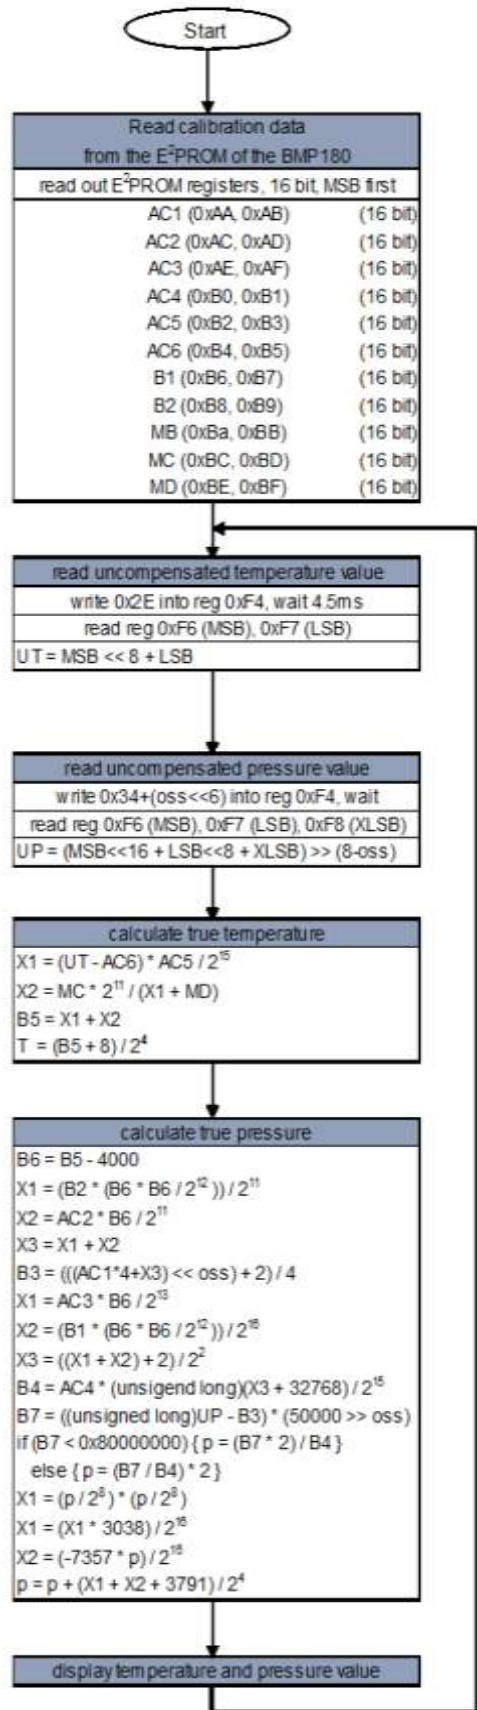 Start
Read calibration data
from the E²PROM of the BMP180
read out E²PROM registers, 16 bit, MSB first
AC1 (0xAA, 0xAB) (16 bit)
AC2 (0xAC, 0xAD) (16 bit)
AC3 (0xAE, 0xAF) (16 bit)
AC4 (0xB0, 0xB1) (16 bit)
AC5 (0xB2, 0xB3) (16 bit)
AC6 (0xB4, 0xB5) (16 bit)
B1 (0xB6, 0xB7) (16 bit)
B2 (0xB8, 0xB9) (16 bit)
MB (0xBa, 0xBB) (16 bit)
MC (0xBC, 0xBD) (16 bit)
MD (0xBE, 0xBF) (16 bit)
read uncompensated temperature value
write 0x2E into reg 0xF4, wait 4.5ms
read reg 0xF6 (MSB), 0xF7 (LSB)
UT = MSB << 8 + LSB
read uncompensated pressure value
write 0x34+(oss<<6) into reg 0xF4, wait
read reg 0xF6 (MSB), 0xF7 (LSB), 0xF8 (XLSB)
UP = (MSB<<16 + LSB<<8 + XLSB) >> (8-oss)
calculate true temperature
X1 = (UT - AC6) * AC5 / 2¹⁵
X2 = MC * 2¹¹ / (X1 + MD)
B5 = X1 + X2
T = (B5 + 8) / 2⁴
calculate true pressure
B6 = B5 - 4000
X1 = (B2 * (B6 * B6 / 2¹² )) / 2¹¹
X2 = AC2 * B6 / 2¹¹
X3 = X1 + X2
B3 = (((AC1*4+X3) << oss) + 2) / 4
X1 = AC3 * B6 / 2¹³
X2 = (B1 * (B6 * B6 / 2¹²)) / 2¹⁶
X3 = ((X1 + X2) + 2) / 2²
B4 = AC4 * (unsigend long)(X3 + 32768) / 2¹⁵
B7 = ((unsigned long)UP - B3) * (50000 >> oss)
if (B7 < 0x80000000) { p = (B7 * 2) / B4 }
else { p = (B7 / B4) * 2 }
X1 = (p / 2⁸) * (p / 2⁸)
X1 = (X1 * 3038) / 2¹⁶
X2 = (-7357 * p) / 2¹⁶
p = p + (X1 + X2 + 3791) / 2⁴
display temperature and pressure value